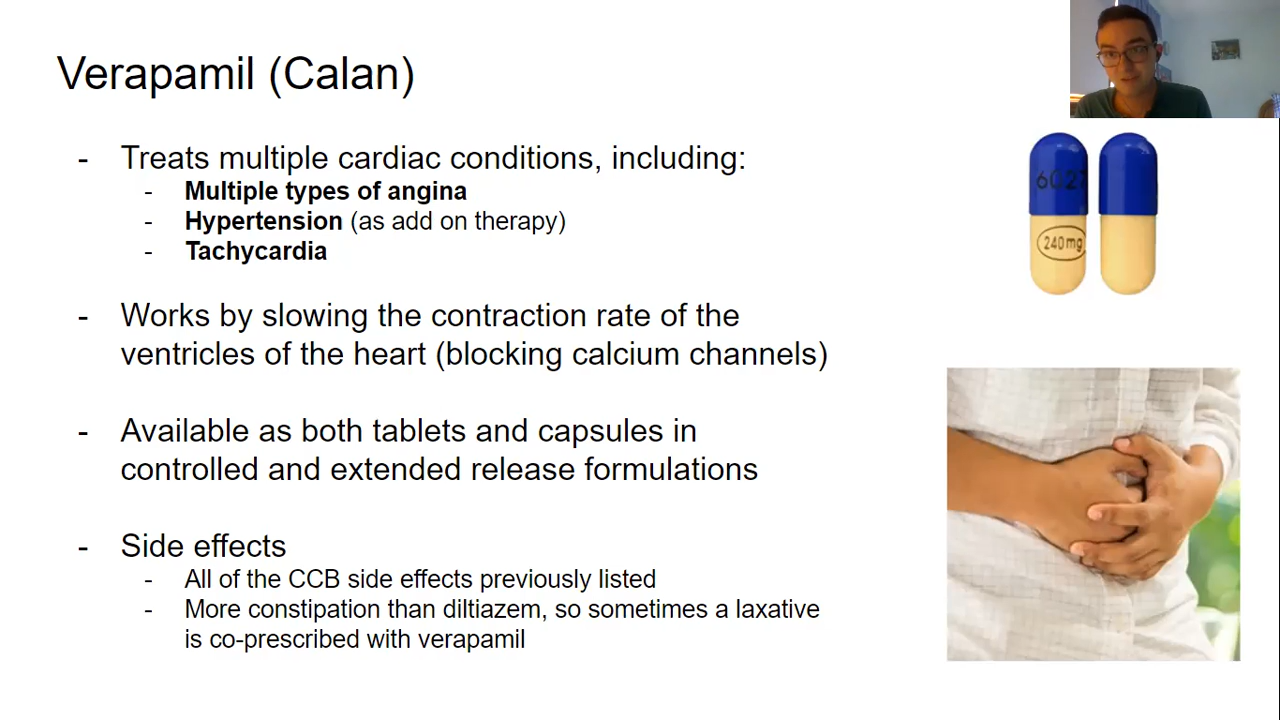 Verapamil (Calan)
- Treats multiple cardiac conditions, including:
- Multiple types of angina
- Hypertension (as add on therapy)
- Tachycardia
- Works by slowing the contraction rate of the
ventricles of the heart (blocking calcium channels)
- Available as both tablets and capsules in
controlled and extended release formulations
- Side effects
- All of the CCB side effects previously listed
- More constipation than diltiazem, so sometimes a laxative
is co-prescribed with verapamil
6027
240mg